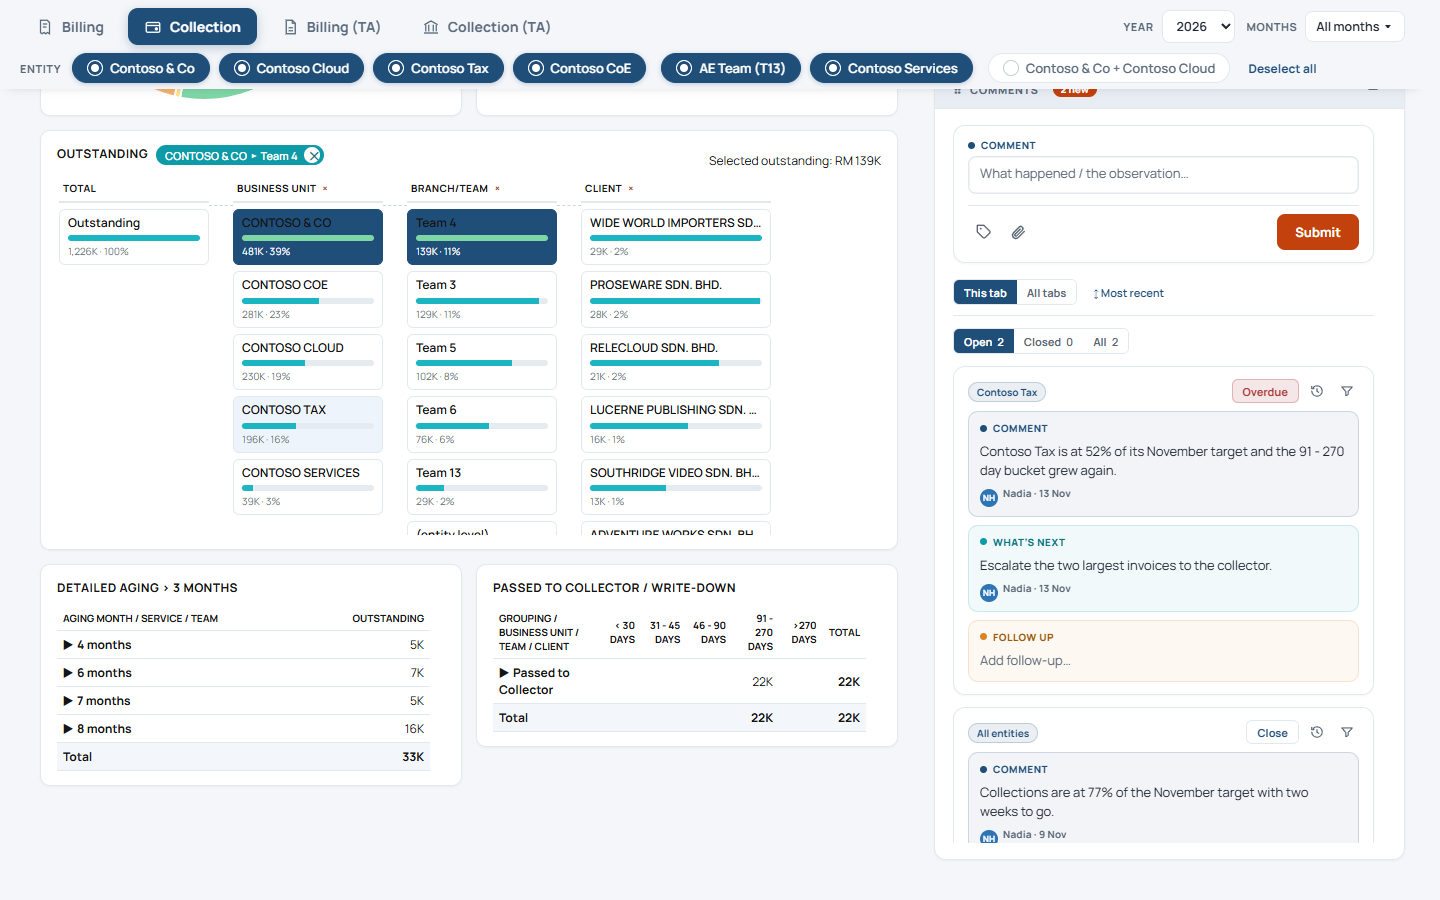 Billing
Collection
Billing (TA)
Collection (TA)
YEAR
2026
MONTHS
All months
ENTITY
Contoso & Co
Contoso Cloud
Contoso Tax
Contoso CoE
AE Team (T13)
Contoso Services
Contoso & Co + Contoso Cloud
Deselect all
COMMENTS
2 new
OUTSTANDING
CONTOSO & CO ▸ Team 4
Selected outstanding: RM 139K
TOTAL
Outstanding
1,226K · 100%
BUSINESS UNIT ×
CONTOSO & CO
481K · 39%
CONTOSO COE
281K · 23%
CONTOSO CLOUD
230K · 19%
CONTOSO TAX
196K · 16%
CONTOSO SERVICES
39K · 3%
BRANCH/TEAM ×
Team 4
139K · 11%
Team 3
129K · 11%
Team 5
102K · 8%
Team 6
76K · 6%
Team 13
29K · 2%
(entity level)
CLIENT ×
WIDE WORLD IMPORTERS SD...
29K · 2%
PROSEWARE SDN. BHD.
28K · 2%
RELECLOUD SDN. BHD.
21K · 2%
LUCERNE PUBLISHING SDN. ...
16K · 1%
SOUTHRIDGE VIDEO SDN. BH...
13K · 1%
ADVENTURE WORKS SDN. BH...
DETAILED AGING > 3 MONTHS
AGING MONTH / SERVICE / TEAM
OUTSTANDING
▶ 4 months 5K
▶ 6 months 7K
▶ 7 months 5K
▶ 8 months 16K
Total 33K
PASSED TO COLLECTOR / WRITE-DOWN
GROUPING /
BUSINESS UNIT /
TEAM / CLIENT
< 30
DAYS
31 - 45
DAYS
46 - 90
DAYS
91 -
270
DAYS
>270
DAYS
TOTAL
▶ Passed to
Collector
22K 22K
Total 22K 22K
COMMENT
What happened / the observation...
Submit
This tab
All tabs
Most recent
Open 2
Closed 0
All 2
Contoso Tax
Overdue
COMMENT
Contoso Tax is at 52% of its November target and the 91 - 270
day bucket grew again.
NH Nadia · 13 Nov
WHAT'S NEXT
Escalate the two largest invoices to the collector.
NH Nadia · 13 Nov
FOLLOW UP
Add follow-up...
All entities
Close
COMMENT
Collections are at 77% of the November target with two
weeks to go.
NH Nadia · 9 Nov